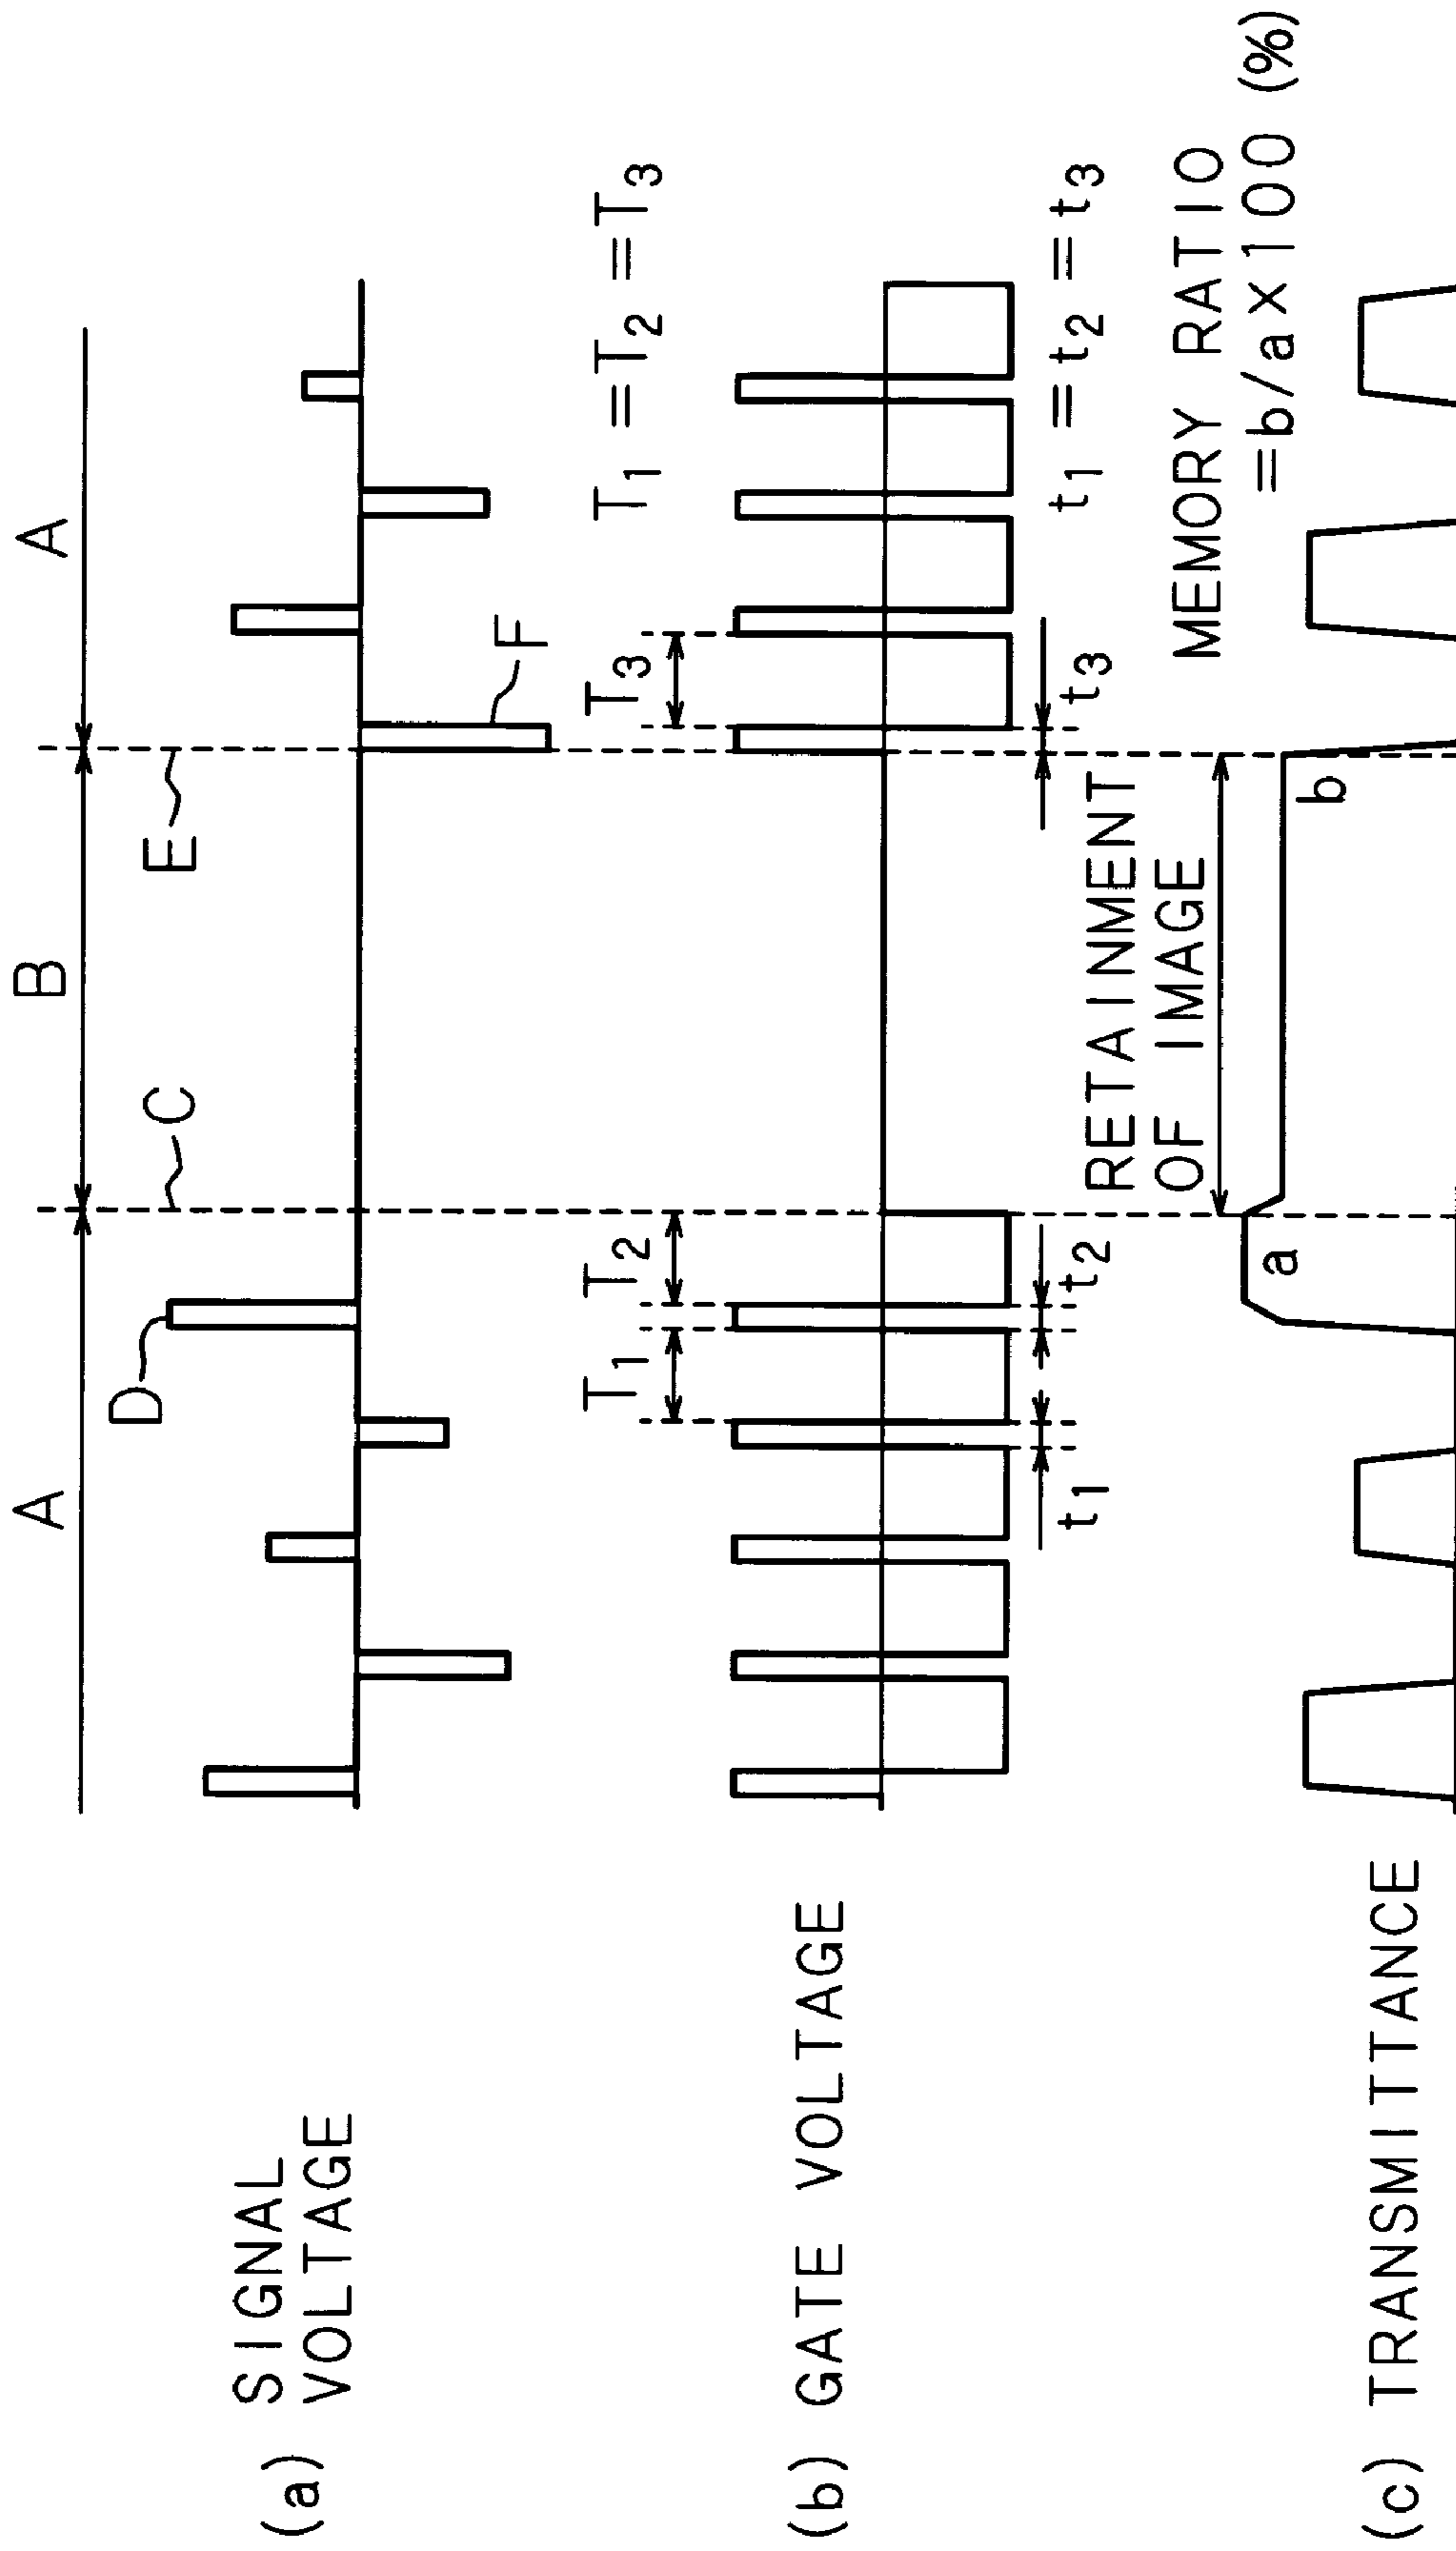 A
B
A
C
E
D
F
(a) SIGNAL
VOLTAGE
T1
T2
T3
T1 = T2 = T3
(b) GATE VOLTAGE
t1
t2
t3
t1 = t2 = t3
RETAINMENT
OF IMAGE
MEMORY RATIO
=b/a×100 (%)
a
b
(c) TRANSMITTANCE